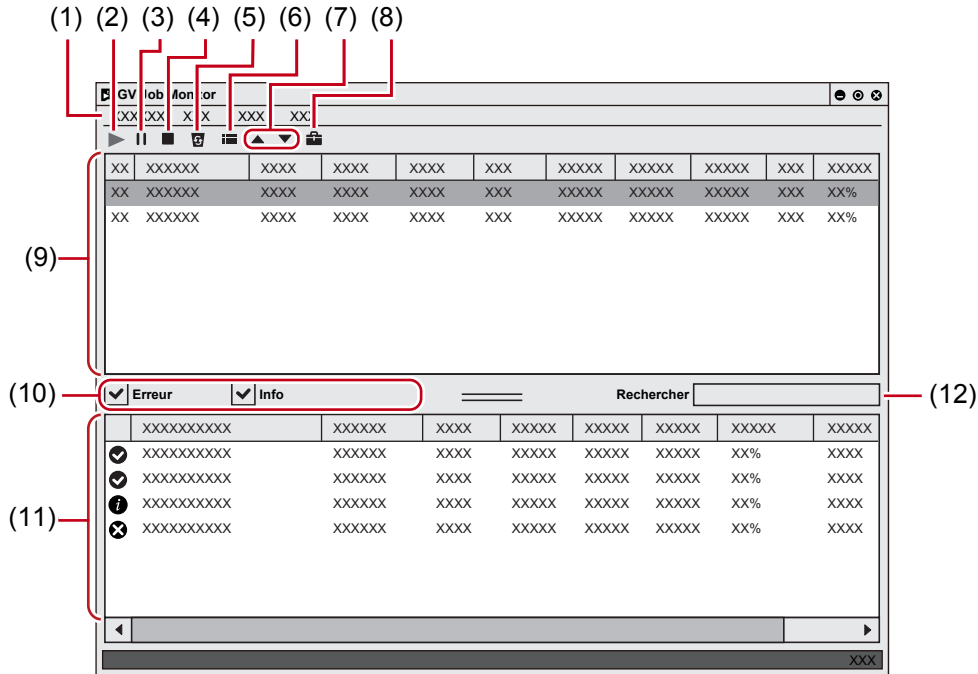 (1) (2) (3) (4) (5) (6) (7) (8)
GV Job Monitor
XXXXXX XXX XXX XXX
XX XXXXXX XXXX XXXX XXXX XXX XXXXX XXXXX XXXXX XXX XXXXX
XX XXXXXX XXXX XXXX XXXX XXX XXXXX XXXXX XXXXX XXX XX%
XX XXXXXX XXXX XXXX XXXX XXX XXXXX XXXXX XXXXX XXX XX%
(9)
(10) Erreur Info Rechercher (12)
XXXXXXXXXX XXXXXX XXXX XXXXX XXXXX XXXXX XXXXX XXXXX
XXXXXXXXXX XXXXXX XXXX XXXXX XXXXX XXXXX XX% XXXX
XXXXXXXXXX XXXXXX XXXX XXXXX XXXXX XXXXX XX% XXXX
XXXXXXXXXX XXXXXX XXXX XXXXX XXXXX XXXXX XX% XXXX
(11)
XXXXXXXXXX XXXXXX XXXX XXXXX XXXXX XXXXX XX% XXXX
XXX